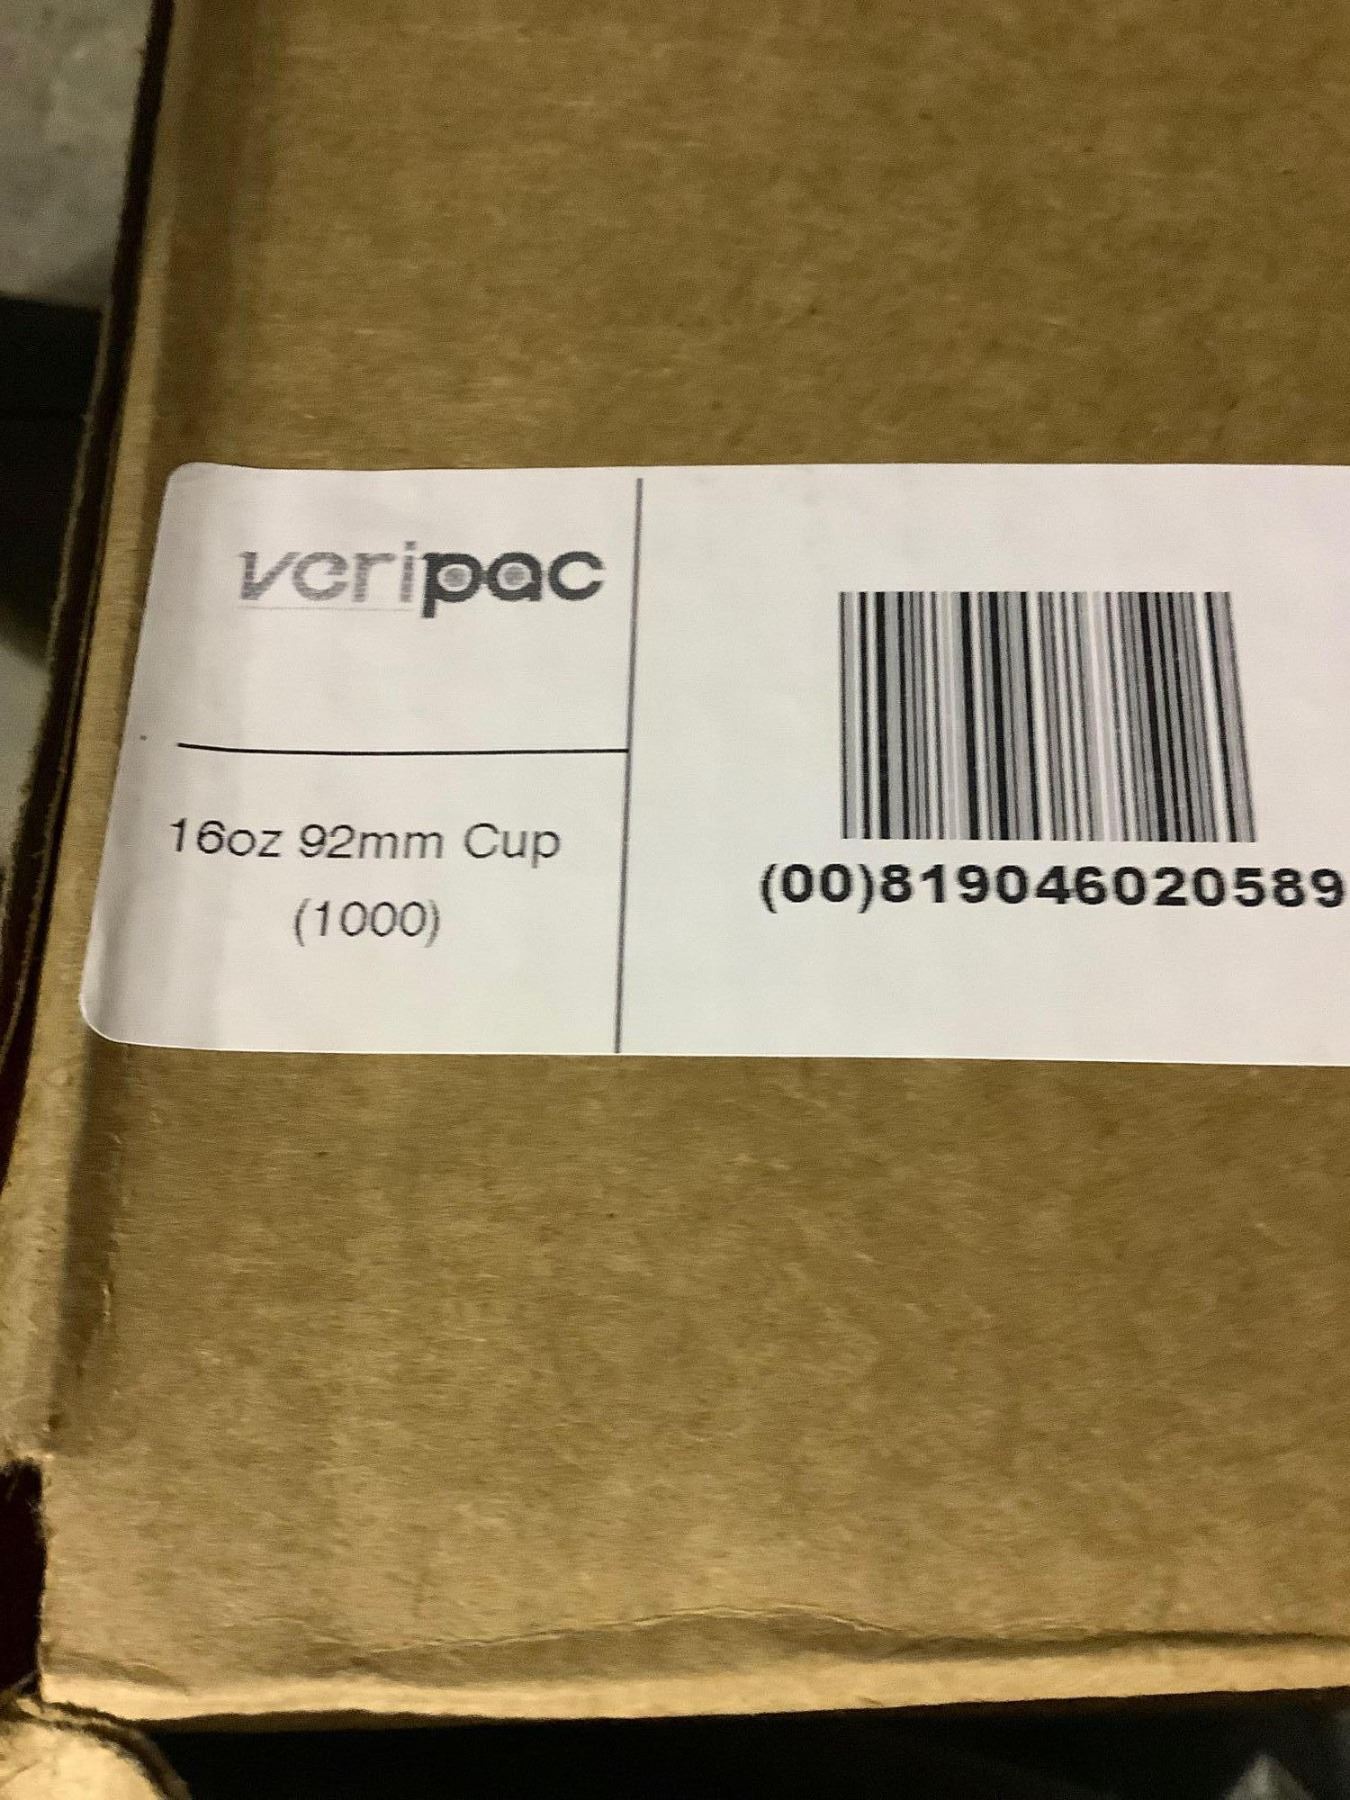 veripac
16oz 92mm Cup
(1000)
(00)819046020589